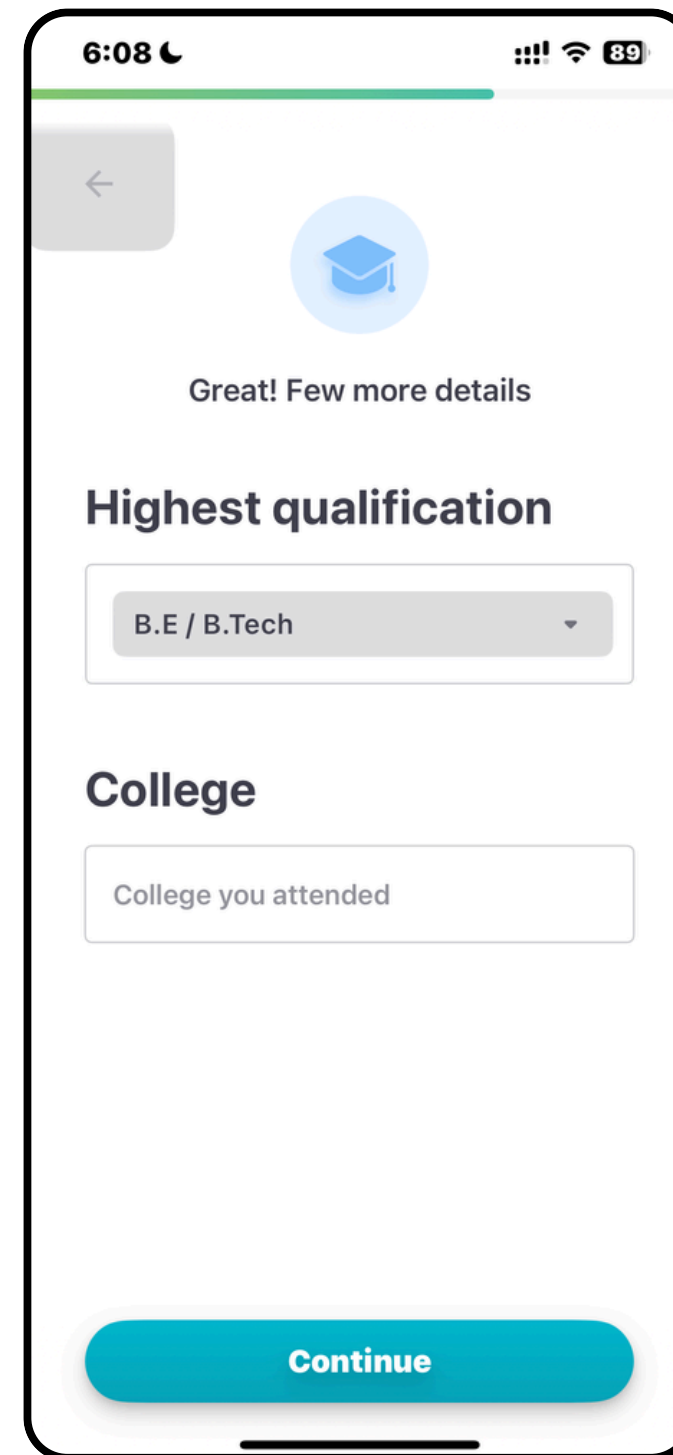 6:08
89
Great! Few more details
Highest qualification
B.E / B.Tech
College
College you attended
Continue